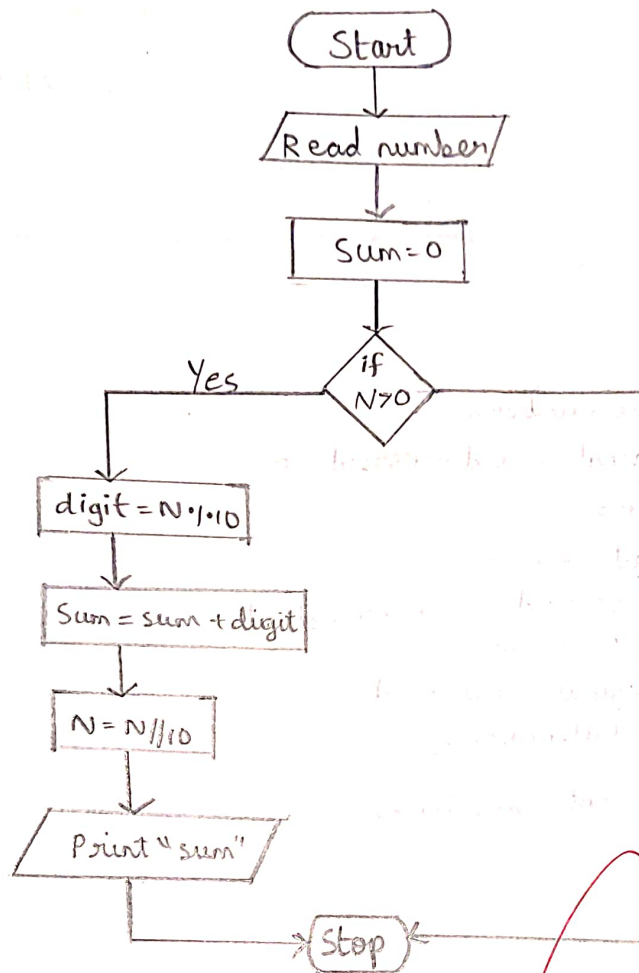 Start
Read number
Sum=0
if
N>0
Yes
digit = N%10
Sum = sum + digit
N = N//10
Print "sum"
Stop